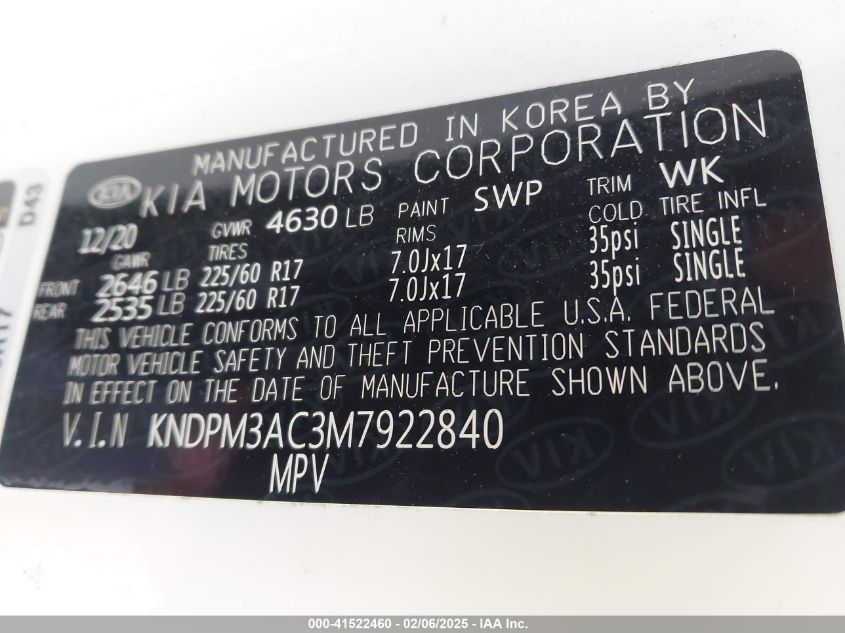 MANUFACTURED IN KOREA BY
KIA KIA MOTORS CORPORATION
12/20 GVWR 4630 LB PAINT SWP TRIM WK
GAWR TIRES RIMS COLD TIRE INFL
FRONT 2646 LB 225/60 R17 7.0Jx17 35psi SINGLE
REAR 2535 LB 225/60 R17 7.0Jx17 35psi SINGLE
THIS VEHICLE CONFORMS TO ALL APPLICABLE U.S.A. FEDERAL
MOTOR VEHICLE SAFETY AND THEFT PREVENTION STANDARDS
IN EFFECT ON THE DATE OF MANUFACTURE SHOWN ABOVE.
V.I.N KNDPM3AC3M7922840
MPV
D43
000-41522460 - 02/06/2025 - IAA Inc.